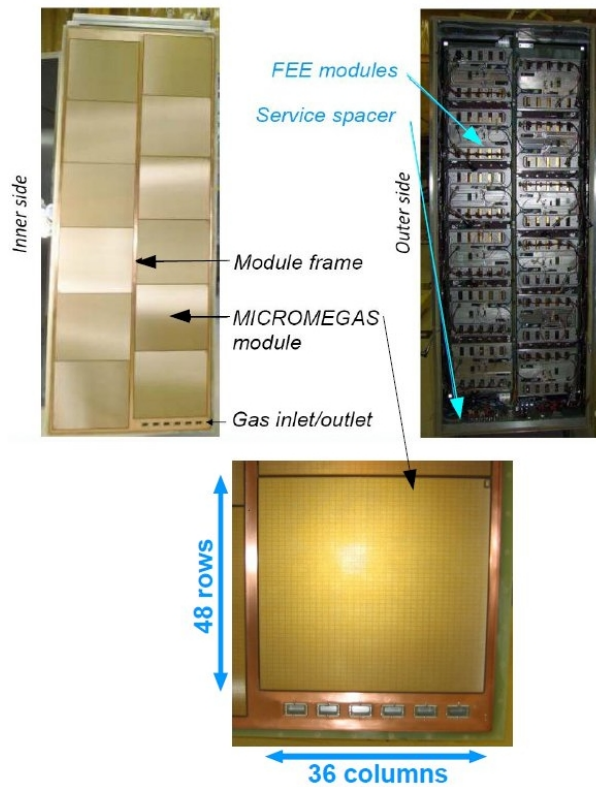 FEE modules
Service spacer
Inner side
Outer side
Module frame
MICROMEGAS
module
Gas inlet/outlet
48 rows
36 columns